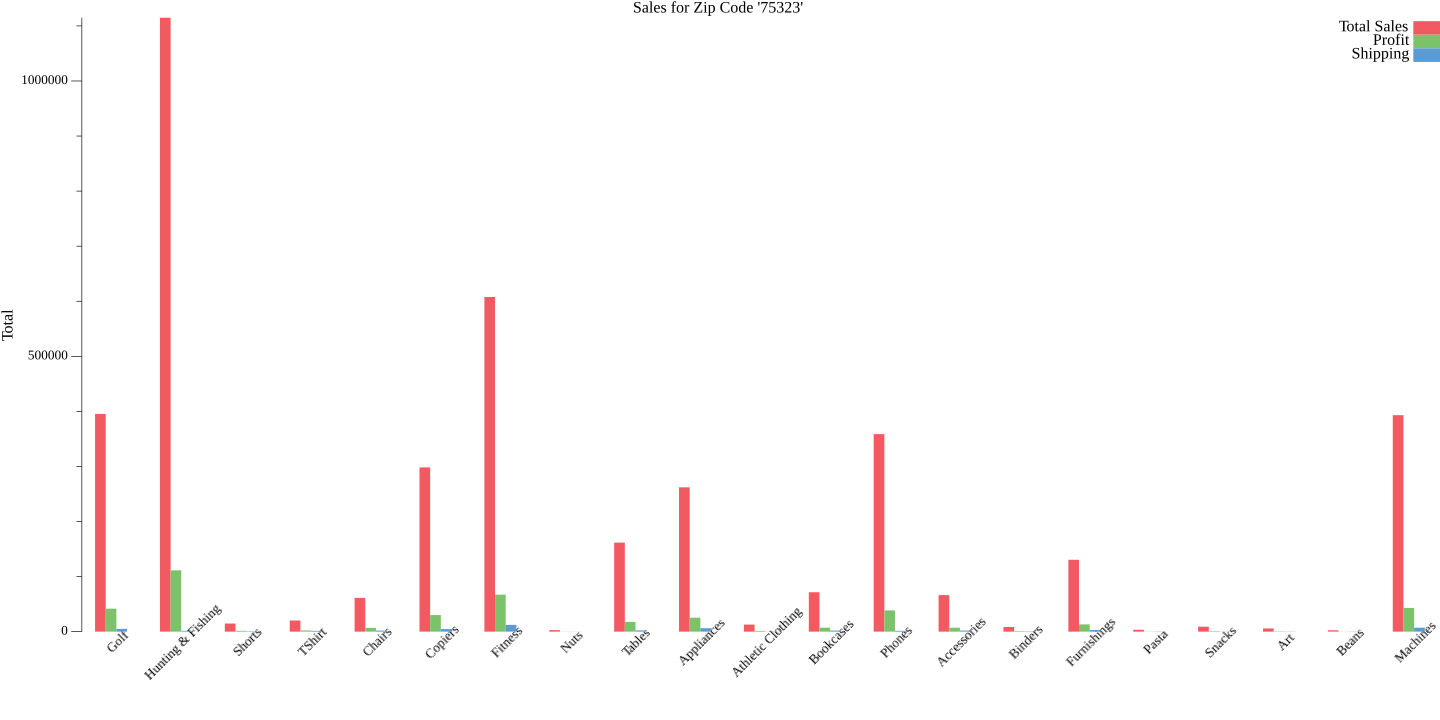 Sales for Zip Code '75323'
Total Sales
Profit
Shipping
1000000
500000
0
Total
Golf
Hunting & Fishing
Shorts
TShirt
Chairs
Copiers
Fitness
Nuts
Tables
Appliances
Athletic Clothing
Bookcases
Phones
Accessories
Binders
Furnishings
Pasta
Snacks
Art
Beans
Machines